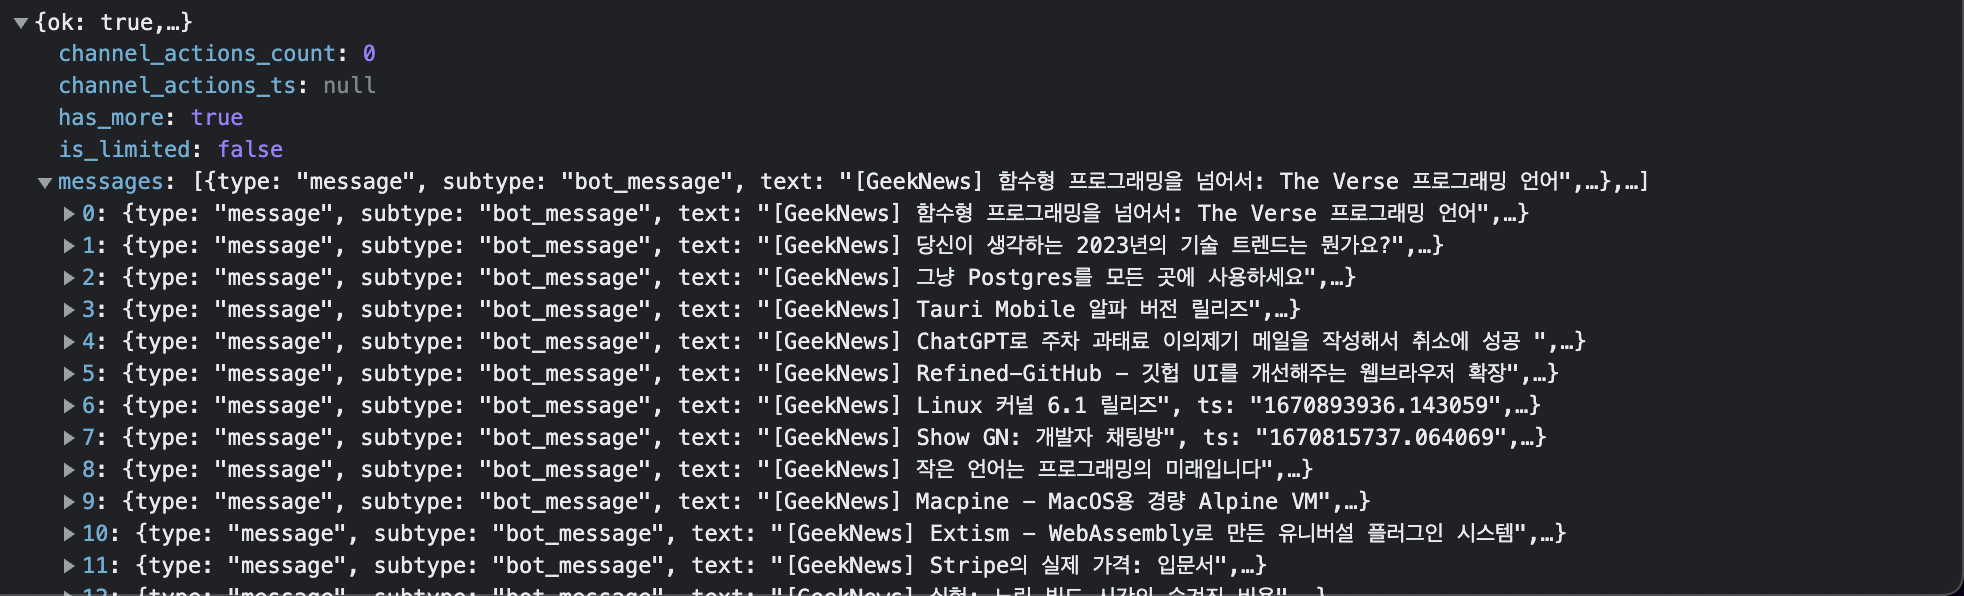 {ok: true,…}
channel_actions_count: 0
channel_actions_ts: null
has_more: true
is_limited: false
messages: [{type: "message", subtype: "bot_message", text: "[GeekNews] 함수형 프로그래밍을 넘어서: The Verse 프로그래밍 언어",…},…]
0: {type: "message", subtype: "bot_message", text: "[GeekNews] 함수형 프로그래밍을 넘어서: The Verse 프로그래밍 언어",…}
1: {type: "message", subtype: "bot_message", text: "[GeekNews] 당신이 생각하는 2023년의 기술 트렌드는 뭔가요?",…}
2: {type: "message", subtype: "bot_message", text: "[GeekNews] 그냥 Postgres를 모든 곳에 사용하세요",…}
3: {type: "message", subtype: "bot_message", text: "[GeekNews] Tauri Mobile 알파 버전 릴리즈",…}
4: {type: "message", subtype: "bot_message", text: "[GeekNews] ChatGPT로 주차 과태료 이의제기 메일을 작성해서 취소에 성공 ",…}
5: {type: "message", subtype: "bot_message", text: "[GeekNews] Refined-GitHub - 깃헙 UI를 개선해주는 웹브라우저 확장",…}
6: {type: "message", subtype: "bot_message", text: "[GeekNews] Linux 커널 6.1 릴리즈", ts: "1670893936.143059",…}
7: {type: "message", subtype: "bot_message", text: "[GeekNews] Show GN: 개발자 채팅방", ts: "1670815737.064069",…}
8: {type: "message", subtype: "bot_message", text: "[GeekNews] 작은 언어는 프로그래밍의 미래입니다",…}
9: {type: "message", subtype: "bot_message", text: "[GeekNews] Macpine - MacOS용 경량 Alpine VM",…}
10: {type: "message", subtype: "bot_message", text: "[GeekNews] Extism - WebAssembly로 만든 유니버설 플러그인 시스템",…}
11: {type: "message", subtype: "bot_message", text: "[GeekNews] Stripe의 실제 가격: 입문서",…}
12: {type: "message", subtype: "bot_message", text: "[GeekNews]